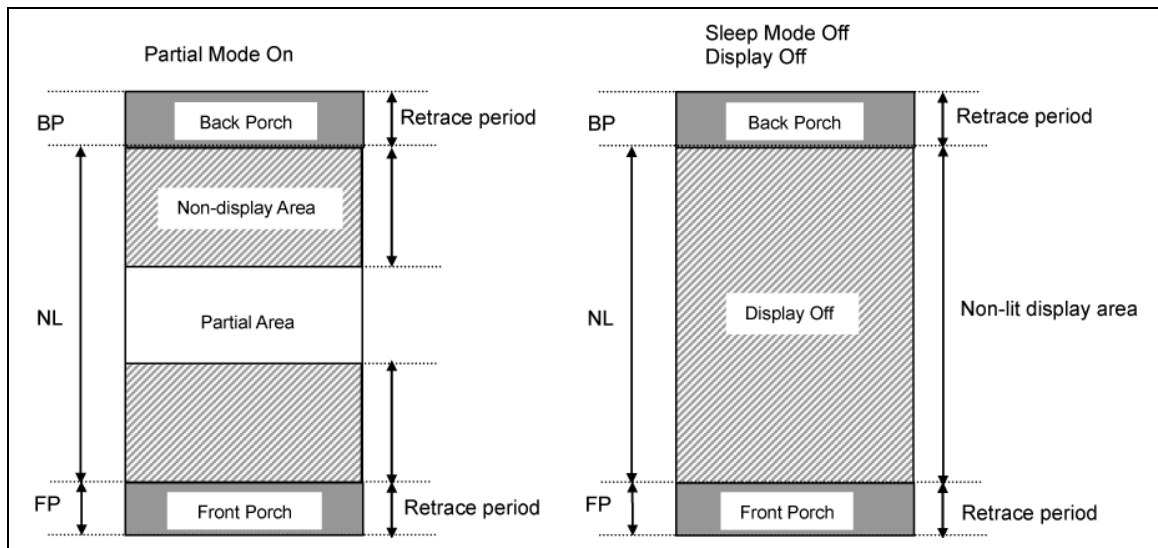 Partial Mode On
BP
Back Porch
Retrace period
Non-display Area
NL
Partial Area
FP
Front Porch
Retrace period
Sleep Mode Off
Display Off
BP
Back Porch
Retrace period
NL
Display Off
Non-lit display area
FP
Front Porch
Retrace period